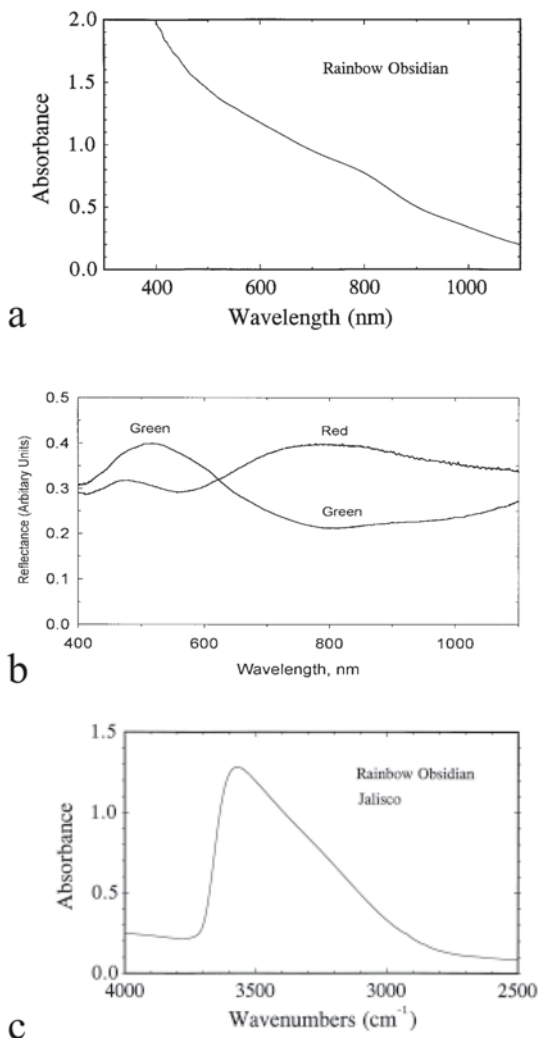 2.0
1.5
1.0
0.5
0.0
Absorbance
Rainbow Obsidian
400 600 800 1000
Wavelength (nm)
a
0.5
0.4
0.3
0.2
0.1
0.0
Reflectance (Arbitary Units)
Green
Red
Green
400 600 800 1000
Wavelength, nm
b
1.5
1.0
0.5
0.0
Absorbance
Rainbow Obsidian
Jalisco
4000 3500 3000 2500
Wavenumbers (cm⁻¹)
c